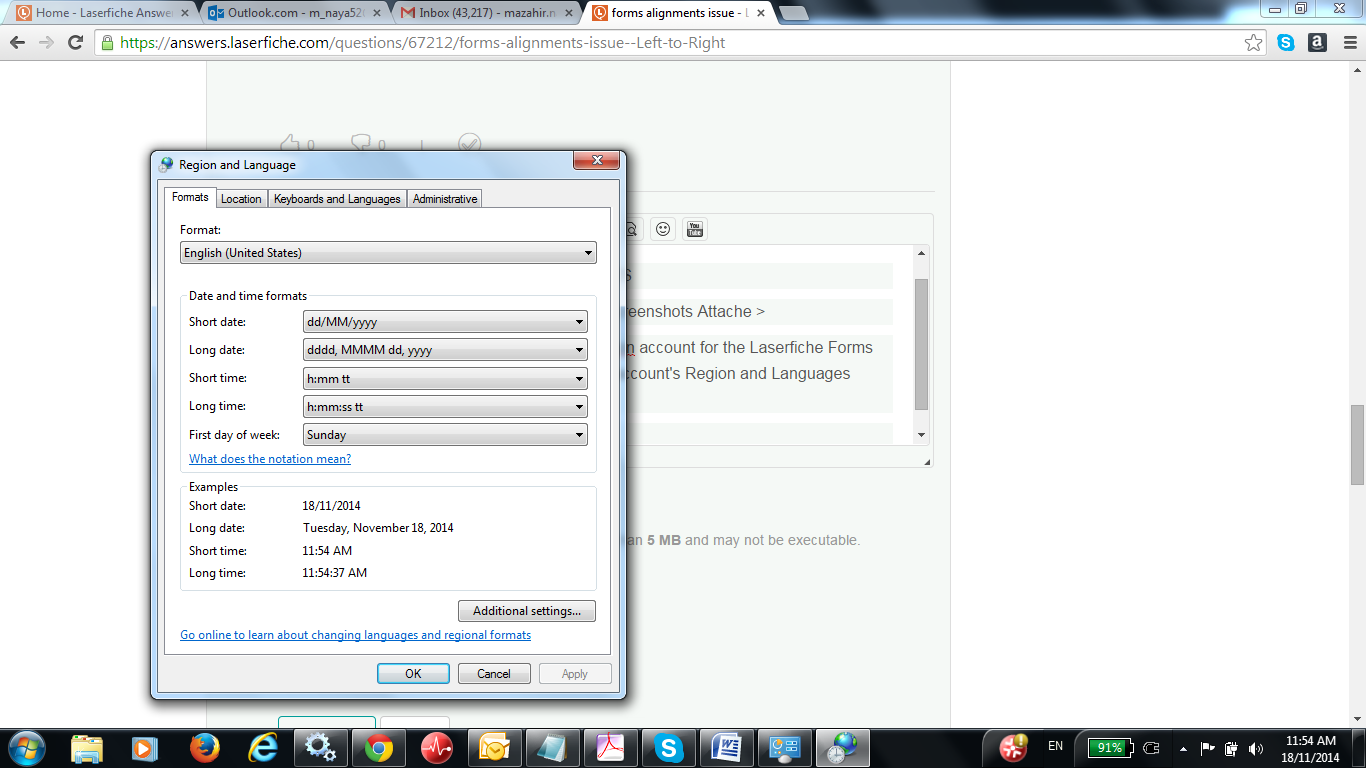 Home - Laserfiche Answe
Outlook.com - m_naya52
Inbox (43,217) - mazahir.n
forms alignments issue - L
https://answers.laserfiche.com/questions/67212/forms-alignments-issue--Left-to-Right
0
0
Region and Language
Formats
Location
Keyboards and Languages
Administrative
Format:
English (United States)
You
Tube
Date and time formats
Short date:
dd/MM/yyyy
reenshots Attache >
Long date:
dddd, MMMM dd, yyyy
n account for the Laserfiche Forms
Short time:
h:mm tt
count's Region and Languages
Long time:
h:mm:ss tt
First day of week:
Sunday
What does the notation mean?
Examples
Short date:
18/11/2014
Long date:
Tuesday, November 18, 2014
an 5 MB and may not be executable.
Short time:
11:54 AM
Long time:
11:54:37 AM
Additional settings...
Go online to learn about changing languages and regional formats
OK
Cancel
Apply
EN
91%
11:54 AM
18/11/2014